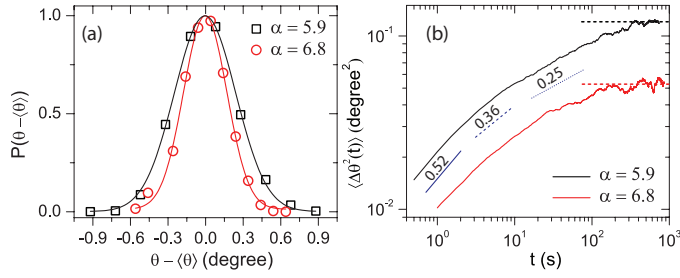 (a)
α = 5.9
α = 6.8
P(θ-⟨θ⟩)
1.0
0.5
0.0
-0.9 -0.6 -0.3 0.0 0.3 0.6 0.9
θ - ⟨θ⟩ (degree)
(b)
⟨Δθ²(t)⟩ (degree²)
10⁻¹
10⁻²
0.52
0.36
0.25
α = 5.9
α = 6.8
10⁰ 10¹ 10² 10³
t (s)